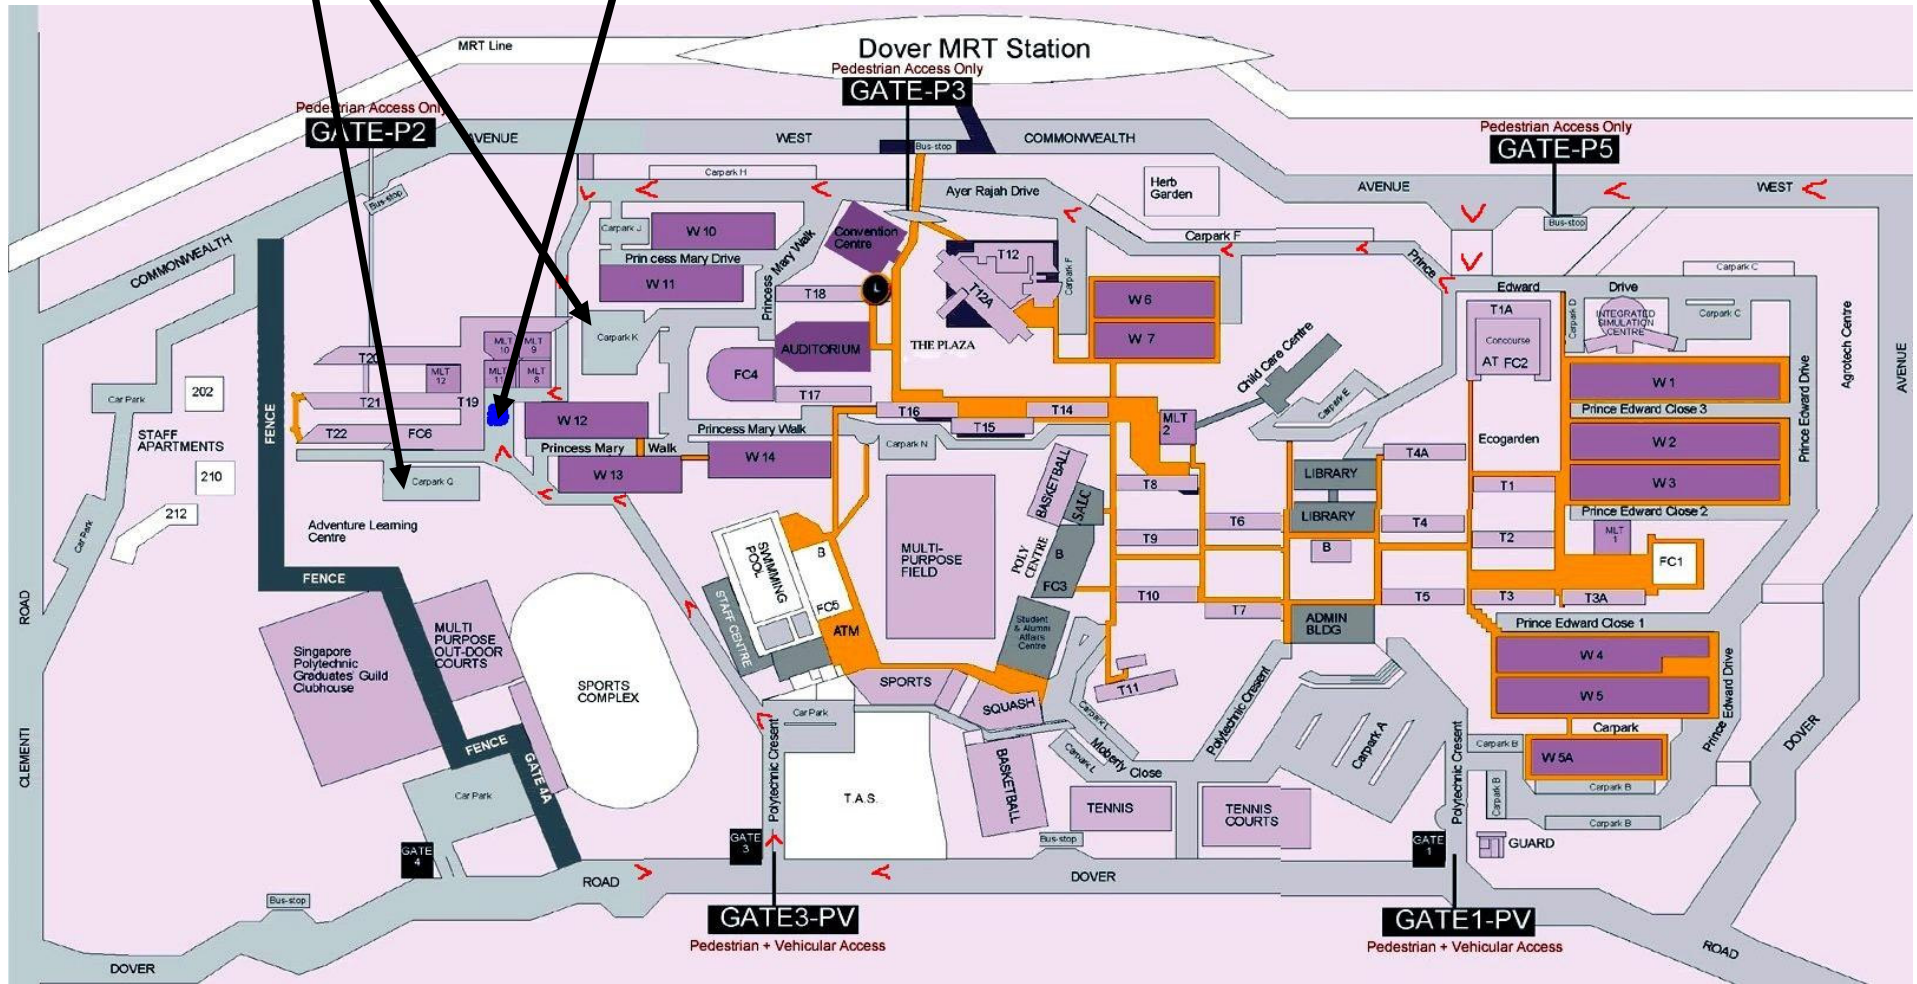 MRT Line
Dover MRT Station
Pedestrian Access Only
GATE-P3
Pedestrian Access Only
GATE-P2
Pedestrian Access Only
GATE-P5
AVENUE
WEST
Bus-stop
COMMONWEALTH
AVENUE
WEST
Carpark H
Ayer Rajah Drive
Herb
Garden
Bus-stop
Bus-stop
COMMONWEALTH
Carpark J
W 10
Convention
Centre
Carpark F
Princess Mary Drive
Princess Mary Walk
T12
Prince
Carpark C
W 11
T18
T12A
Carpark F
W 6
Edward
Drive
T1A
Carpark D
INTEGRATED
SIMULATION
CENTRE
Carpark C
Agrotech Centre
AVENUE
Carpark K
MLT
10
MLT
9
AUDITORIUM
THE PLAZA
W 7
Concourse
AT FC2
T20
MLT
12
MLT
11
MLT
8
FC4
Child Care Centre
Car Park
202
T21
T19
T17
W 1
Prince Edward Drive
STAFF
APARTMENTS
FENCE
T22
FC6
W 12
T16
T14
MLT
2
Carpark E
Prince Edward Close 3
Princess Mary
Walk
Princess Mary Walk
T15
Carpark N
Ecogarden
W 2
T4A
210
Carpark Q
W 13
W 14
BASKETBALL
T8
LIBRARY
T1
W 3
212
Car Park
Adventure Learning
Centre
SALC
LIBRARY
T6
T4
Prince Edward Close 2
SWIMMING
POOL
B
MULTI-
PURPOSE
FIELD
POLY
CENTRE
B
FC3
T9
B
T2
MLT
1
FC1
FENCE
ROAD
STAFF CENTRE
FC5
T10
T7
T5
T3
T3A
MULTI
PURPOSE
OUT-DOOR
COURTS
ATM
Student
& Alumni
Affairs
Centre
ADMIN
BLDG
Prince Edward Close 1
Singapore
Polytechnic
Graduates' Guild
Clubhouse
W 4
SPORTS
COMPLEX
SPORTS
T11
W 5
Prince Edward Drive
SQUASH
Carpark L
Polytechnic Cresent
Carpark A
Car Park
Carpark
DOVER
FENCE
Carpark L
Moberly
Close
Polytechnic Cresent
Carpark B
W 5A
CLEMENTI
GATE 4A
Polytechnic Cresent
BASKETBALL
Car Park
T.A.S.
TENNIS
TENNIS
COURTS
Carpark B
Carpark B
Carpark B
GATE
4
GATE
3
Bus-stop
GATE
1
GUARD
ROAD
DOVER
Bus-stop
GATE3-PV
Pedestrian + Vehicular Access
GATE1-PV
Pedestrian + Vehicular Access
ROAD
DOVER